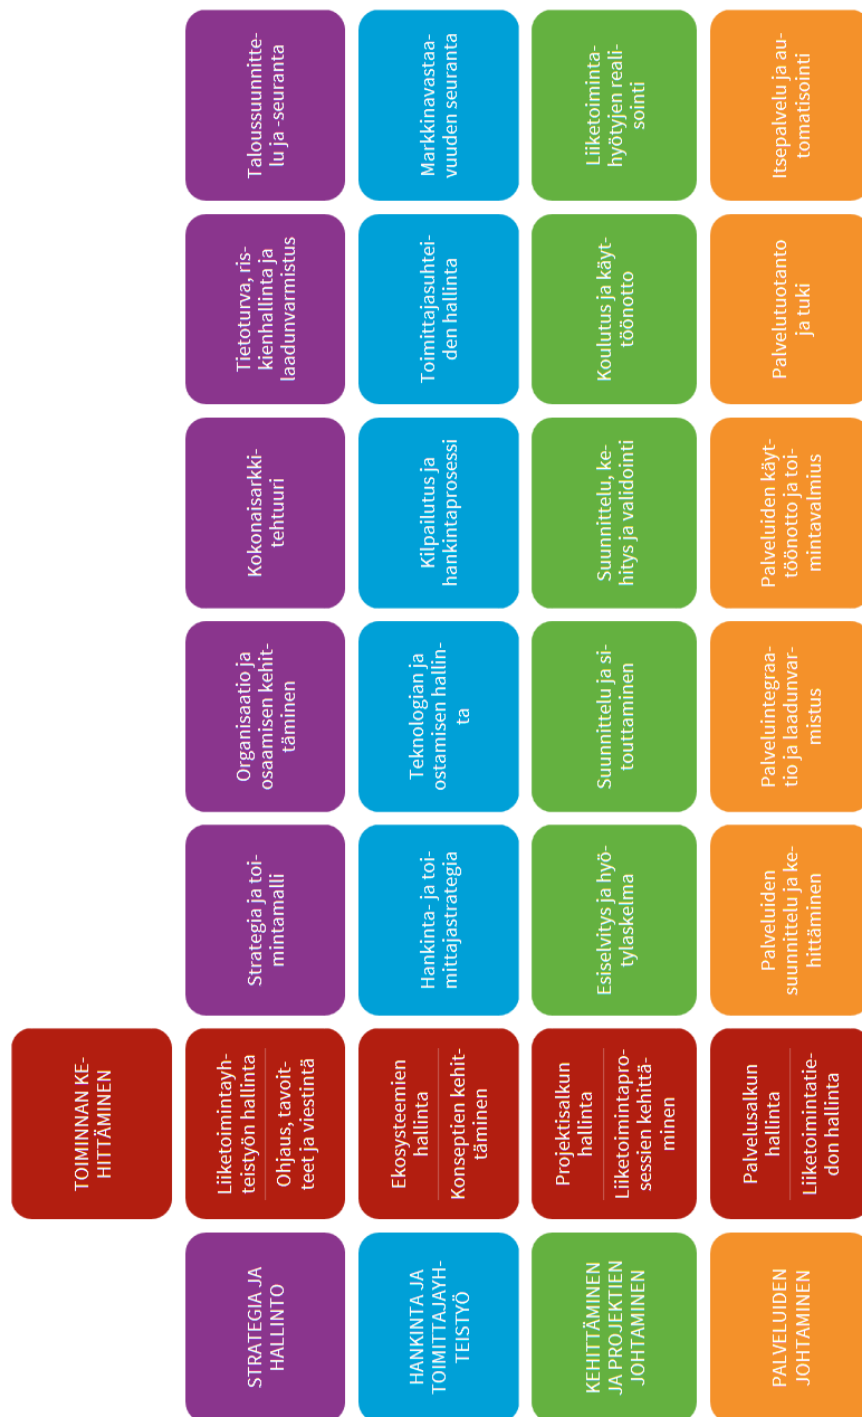 TOIMINNAN KE-
HITTÄMINEN
STRATEGIA JA
HALLINTO
Liiketoimintayh-
teistyön hallinta
Ohjaus, tavoit-
teet ja viestintä
Strategia ja toi-
mintamalli
Organisaatio ja
osaamisen kehit-
täminen
Kokonaisarkki-
tehtuuri
Tietoturva, ris-
kienhallinta ja
laadunvarmistus
Taloussuunnitte-
lu ja -seuranta
HANKINTA JA
TOIMITTAJAYH-
TEISTYÖ
Ekosysteemien
hallinta
Konseptien kehit-
täminen
Hankinta- ja toi-
mittajastrategia
Teknologian ja
ostamisen hallin-
ta
Kilpailutus ja
hankintaprosessi
Toimittajasuhtei-
den hallinta
Markkinavastaa-
vuuden seuranta
KEHITTÄMINEN
JA PROJEKTIEN
JOHTAMINEN
Projektisalkun
hallinta
Liiketoimintapro-
sessien kehittä-
minen
Esiselvitys ja hyö-
tylaskelma
Suunnittelu ja si-
touttaminen
Suunnittelu, ke-
hitys ja validointi
Koulutus ja käyt-
töönotto
Liiketoiminta-
hyötyjen reali-
sointi
PALVELUIDEN
JOHTAMINEN
Palvelusalkun
hallinta
Liiketoimintatie-
don hallinta
Palveluiden
suunnittelu ja ke-
hittäminen
Palveluintegraa-
tio ja laadunvar-
mistus
Palveluiden käyt-
töönotto ja toi-
mintavalmius
Palvelutuotanto
ja tuki
Itsepalvelu ja au-
tomatisointi